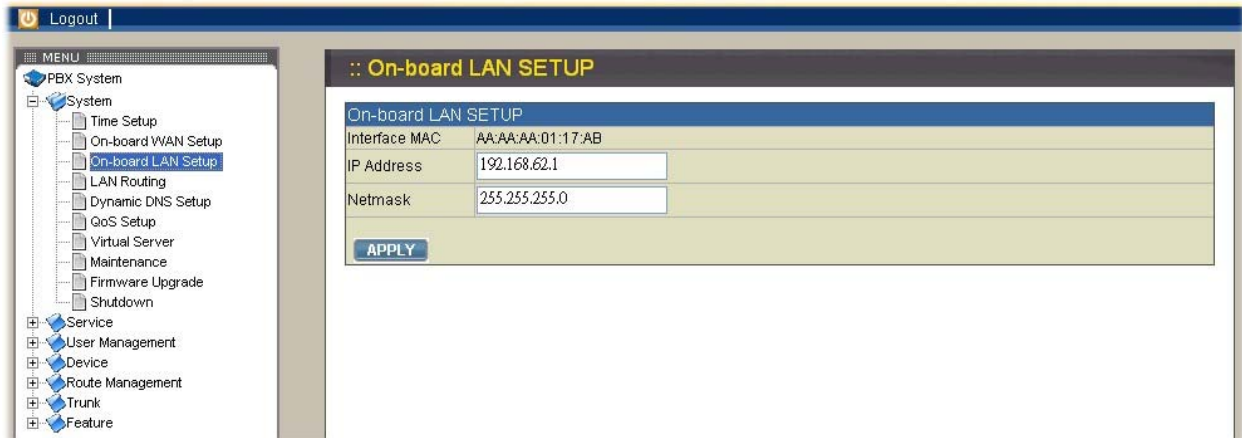 Logout
MENU
PBX System
System
Time Setup
On-board WAN Setup
On-board LAN Setup
LAN Routing
Dynamic DNS Setup
QoS Setup
Virtual Server
Maintenance
Firmware Upgrade
Shutdown
Service
User Management
Device
Route Management
Trunk
Feature
:: On-board LAN SETUP
On-board LAN SETUP
Interface MAC AA:AA:AA:01:17:AB
IP Address 192.168.62.1
Netmask 255.255.255.0
APPLY